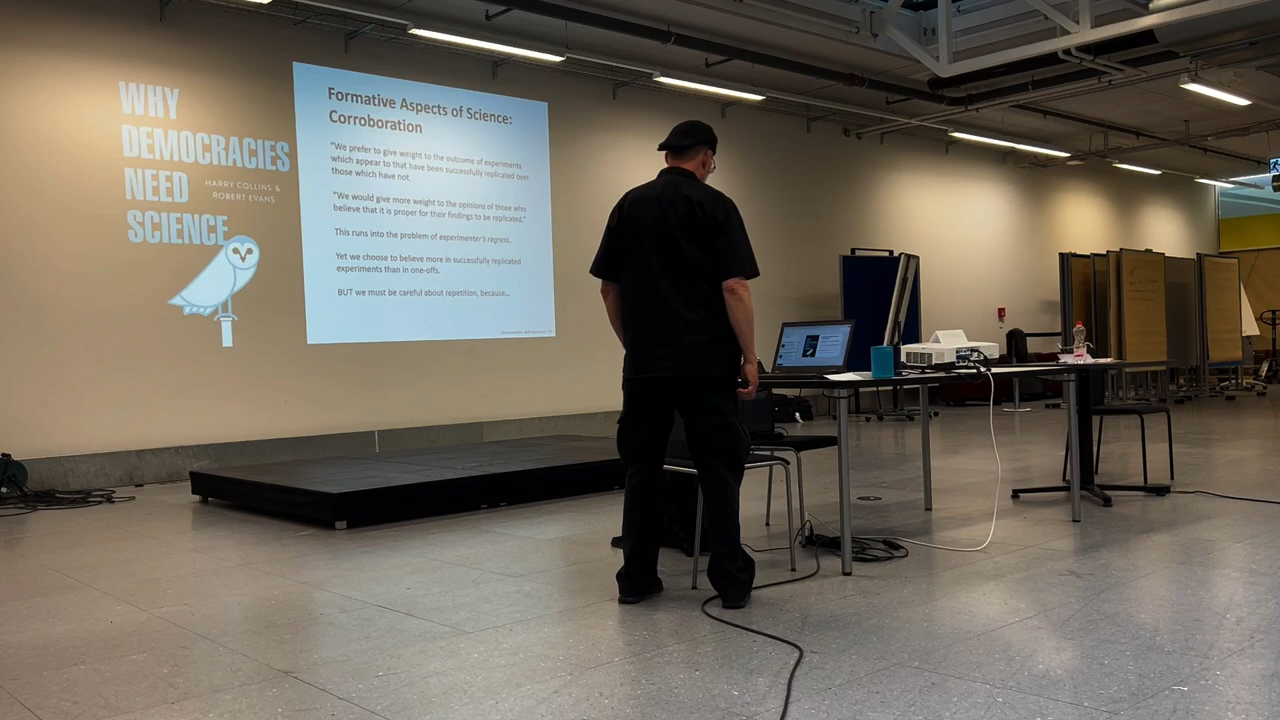 WHY
DEMOCRACIES
NEED
HARRY COLLINS &
ROBERT EVANS
SCIENCE
Formative Aspects of Science:
Corroboration
"We prefer to give weight to the outcome of experiments
which appear to that have been successfully replicated over
those which have not.
"We would give more weight to the opinions of those who
believe that it is proper for their findings to be replicated."
This runs into the problem of experimenter's regress.
Yet we choose to believe more in successfully replicated
experiments than in one-offs.
BUT we must be careful about repetition, because...